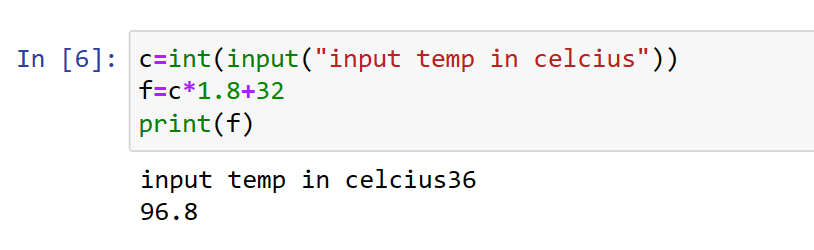 In [6]: c=int(input("input temp in celcius"))
f=c*1.8+32
print(f)
input temp in celcius36
96.8